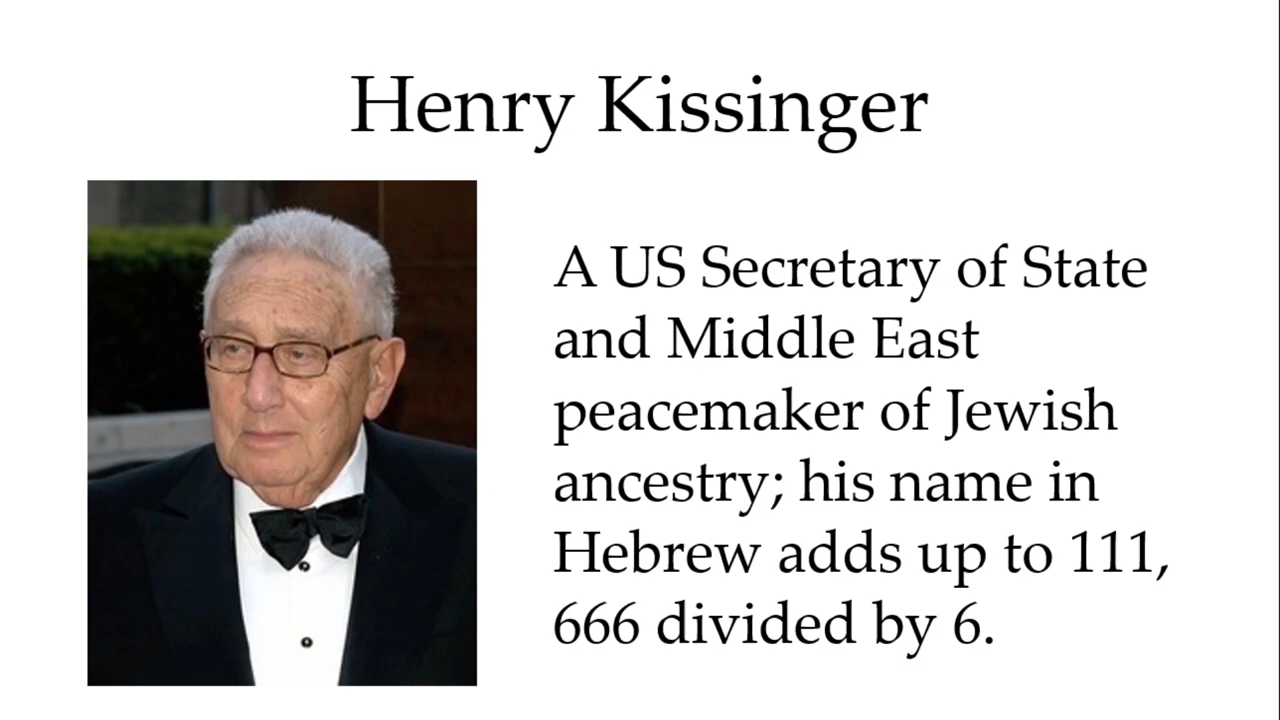 Henry Kissinger
A US Secretary of State
and Middle East
peacemaker of Jewish
ancestry; his name in
Hebrew adds up to 111,
666 divided by 6.